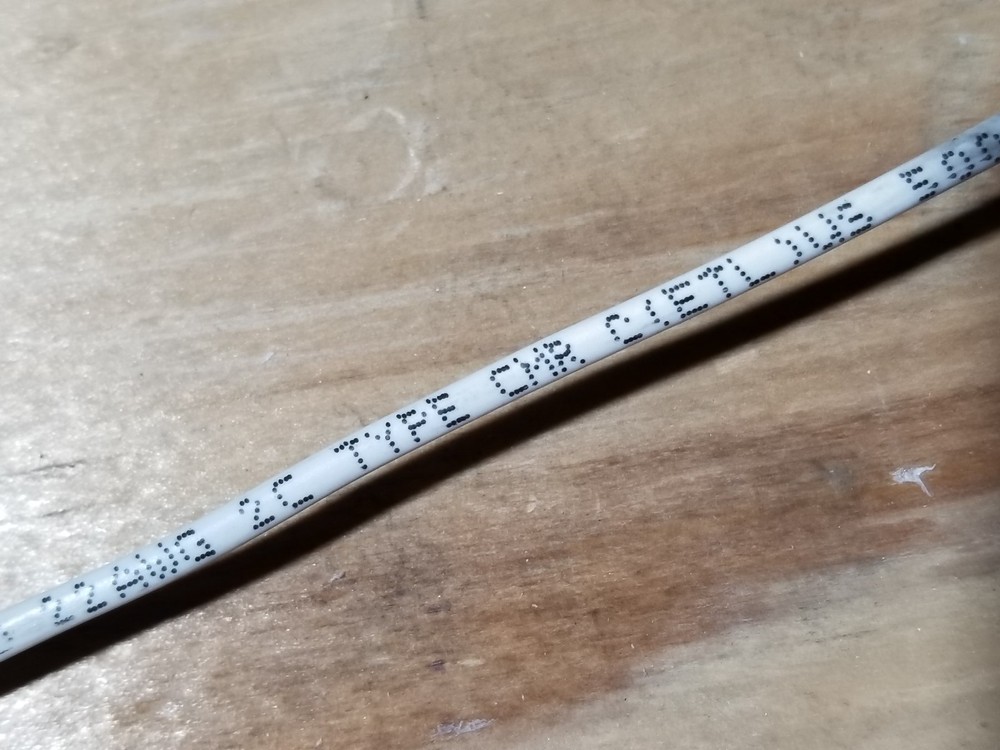 22AWG 2C TYPE CMR C(ETL)US